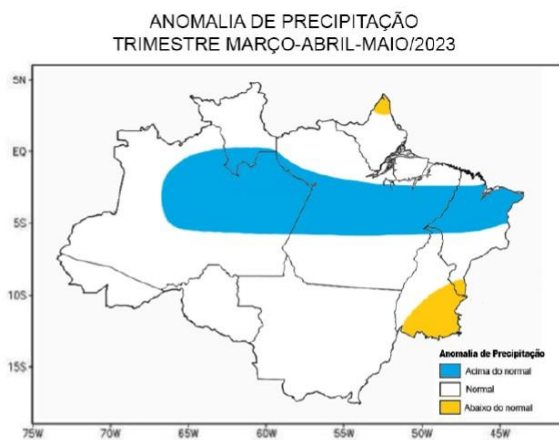 ANOMALIA DE PRECIPITAÇÃO
TRIMESTRE MARÇO-ABRIL-MAIO/2023
5N
EQ
5S
10S
15S
75W
70W
65W
60W
55W
50W
45W
Anomalia de Precipitação
Acima do normal
Normal
Abaixo do normal